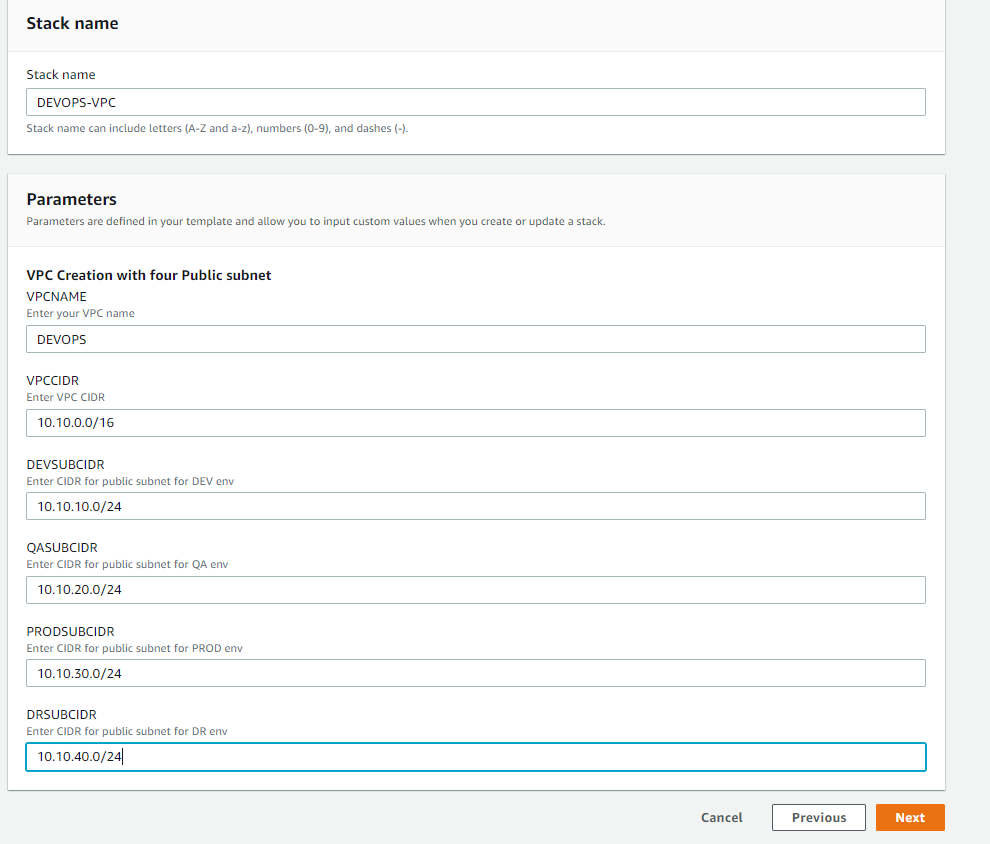 Stack name
Stack name
DEVOPS-VPC
Stack name can include letters (A-Z and a-z), numbers (0-9), and dashes (-).
Parameters
Parameters are defined in your template and allow you to input custom values when you create or update a stack.
VPC Creation with four Public subnet
VPCNAME
Enter your VPC name
DEVOPS
VPCCIDR
Enter VPC CIDR
10.10.0.0/16
DEVSUBCIDR
Enter CIDR for public subnet for DEV env
10.10.10.0/24
QASUBCIDR
Enter CIDR for public subnet for QA env
10.10.20.0/24
PRODSUBCIDR
Enter CIDR for public subnet for PROD env
10.10.30.0/24
DRSUBCIDR
Enter CIDR for public subnet for DR env
10.10.40.0/24
Cancel Previous Next